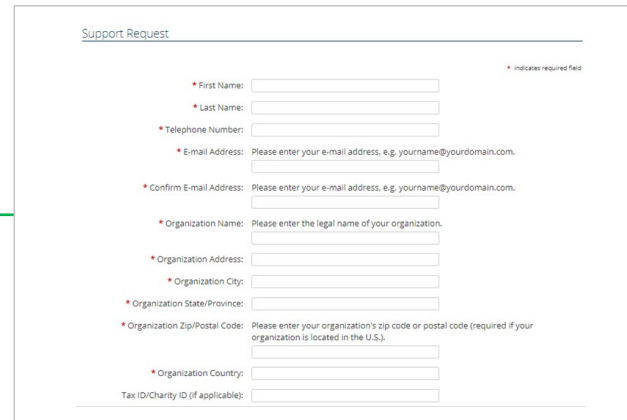 Support Request
* indicates required field
* First Name:
* Last Name:
* Telephone Number:
* E-mail Address: Please enter your e-mail address, e.g. yourname@yourdomain.com.
* Confirm E-mail Address: Please enter your e-mail address, e.g. yourname@yourdomain.com.
* Organization Name: Please enter the legal name of your organization.
* Organization Address:
* Organization City:
* Organization State/Province:
* Organization Zip/Postal Code: Please enter your organization's zip code or postal code (required if your
organization is located in the U.S.).
* Organization Country:
Tax ID/Charity ID (if applicable):